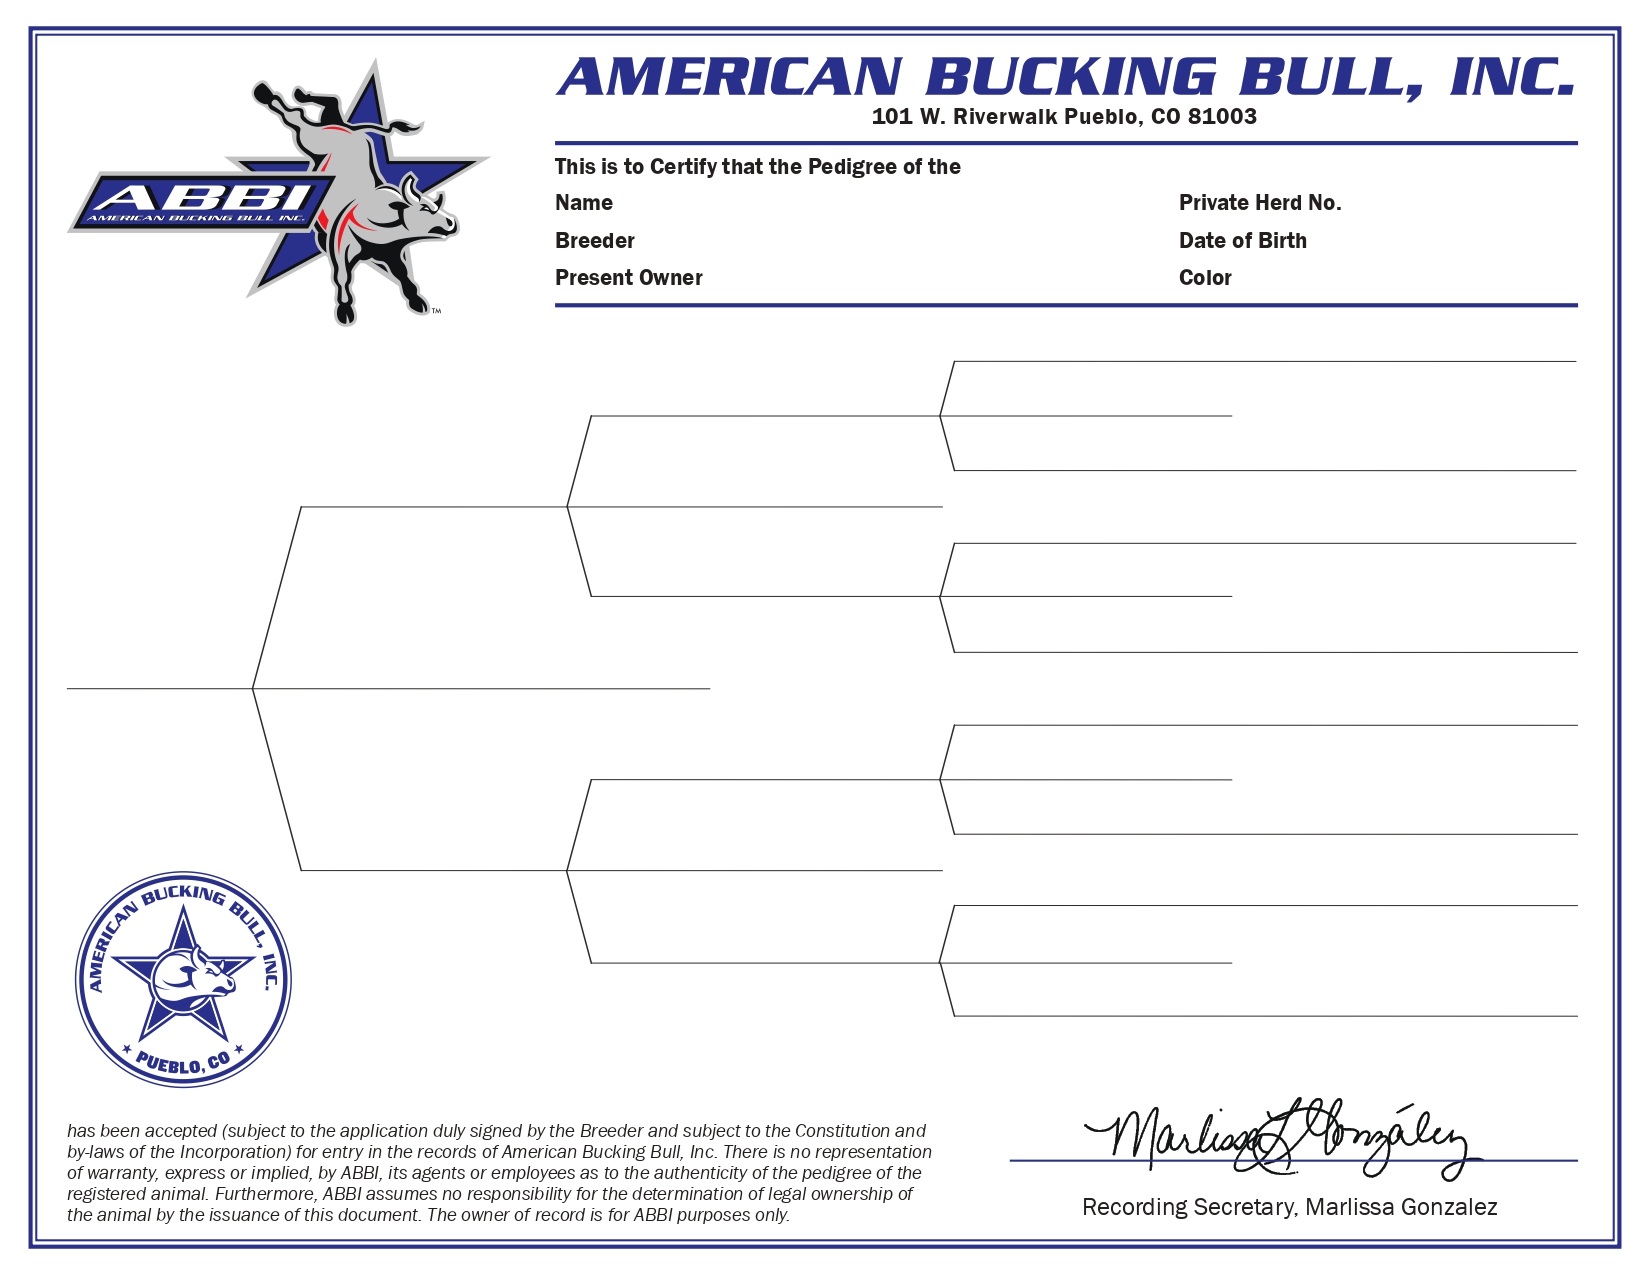 AMERICAN BUCKING BULL, INC.
101 W. Riverwalk Pueblo, CO 81003
ABBI
AMERICAN BUCKING BULL INC.
TM
This is to Certify that the Pedigree of the
Name
Private Herd No.
Breeder
Date of Birth
Present Owner
Color
AMERICAN BUCKING BULL, INC.
PUEBLO, CO
has been accepted (subject to the application duly signed by the Breeder and subject to the Constitution and
by-laws of the Incorporation) for entry in the records of American Bucking Bull, Inc. There is no representation
of warranty, express or implied, by ABBI, its agents or employees as to the authenticity of the pedigree of the
registered animal. Furthermore, ABBI assumes no responsibility for the determination of legal ownership of
the animal by the issuance of this document. The owner of record is for ABBI purposes only.
Marlissa L González
Recording Secretary, Marlissa Gonzalez